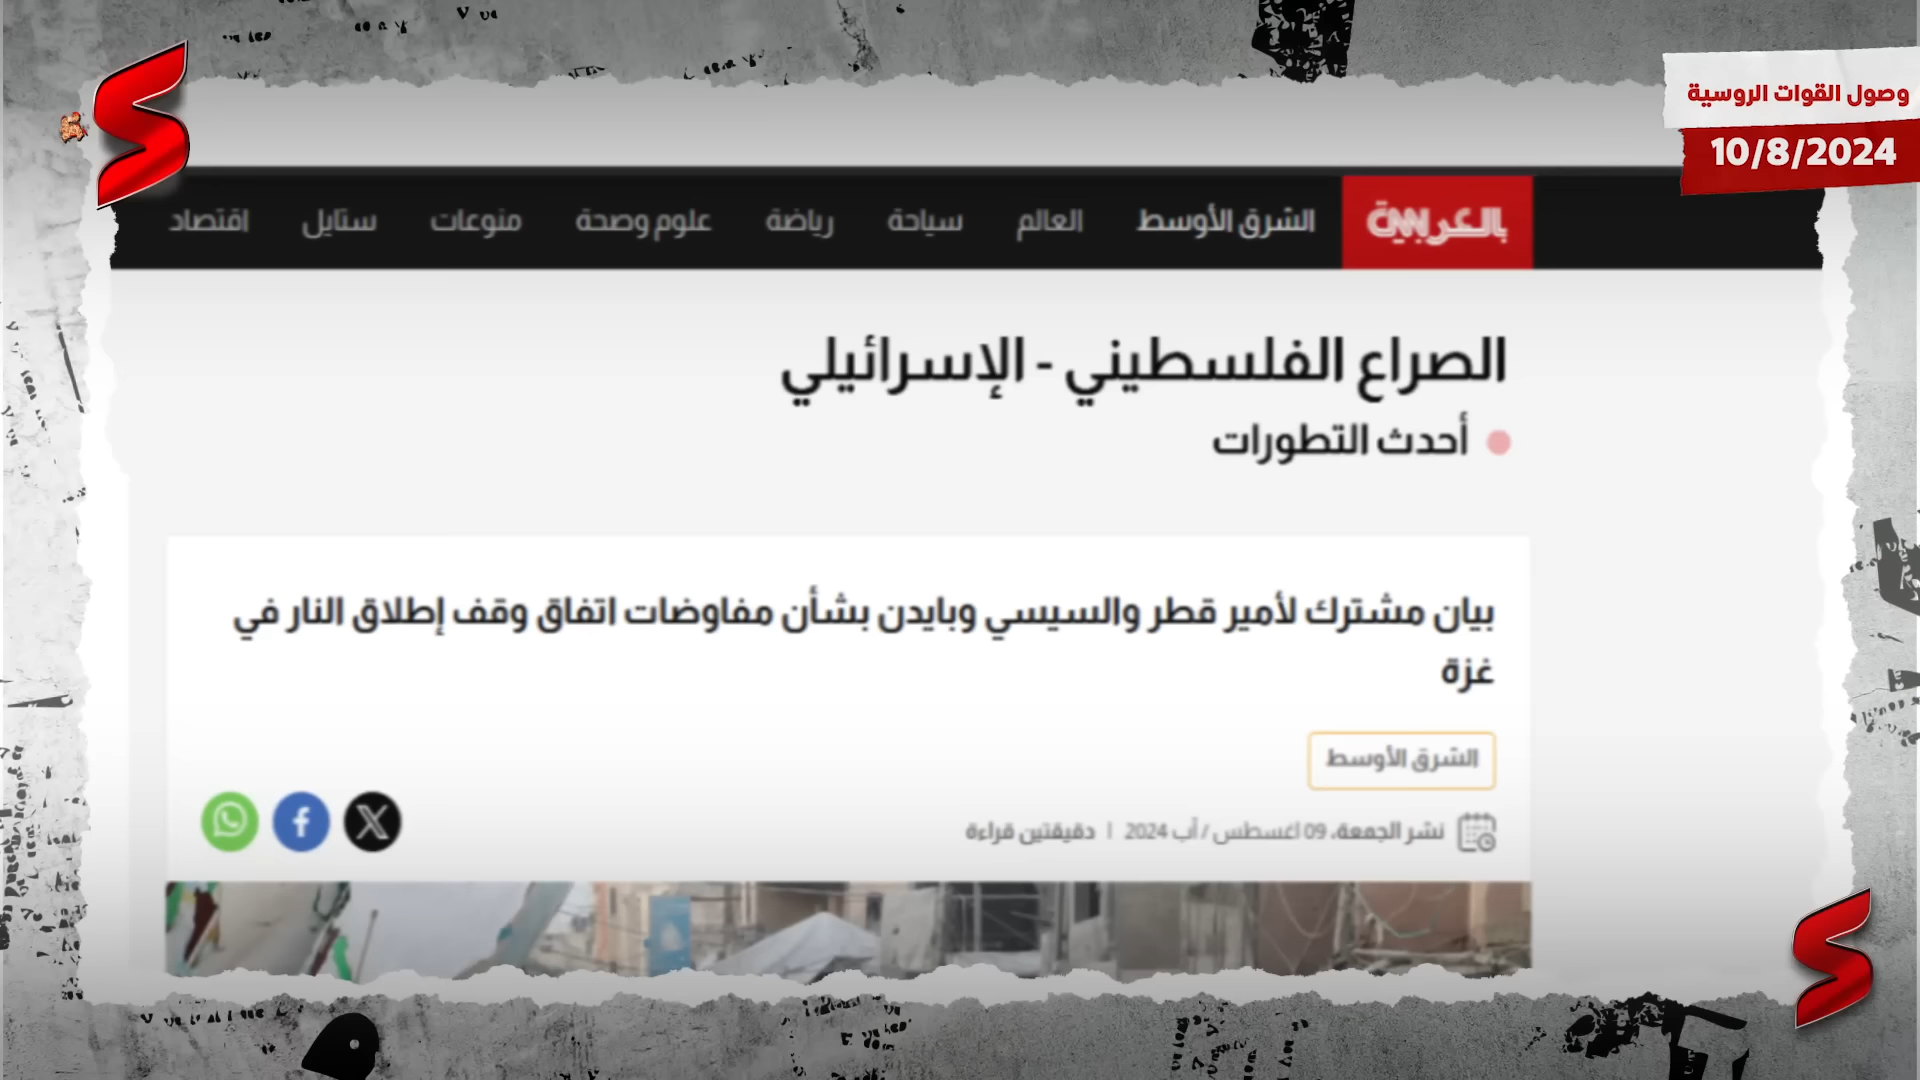 وصول القوات الروسية
10/8/2024
CNN بالعربية
الشرق الأوسط
العالم
سياحة
رياضة
علوم وصحة
منوعات
ستايل
اقتصاد
الصراع الفلسطيني - الإسرائيلي
أحدث التطورات
بيان مشترك لأمير قطر والسيسي وبايدن بشأن مفاوضات اتفاق وقف إطلاق النار في
غزة
الشرق الأوسط
نشر الجمعة، 09 اغسطس / آب 2024 | دقيقتين قراءة